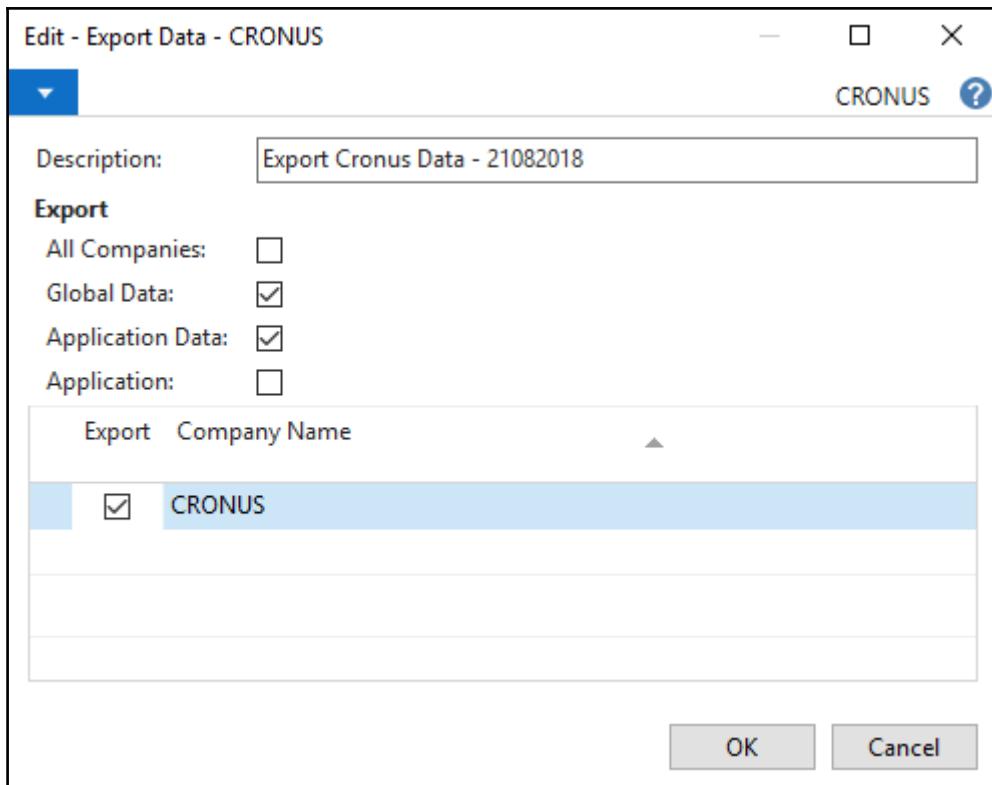 Edit - Export Data - CRONUS
CRONUS ?
Description: Export Cronus Data - 21082018
Export
All Companies:
Global Data:
Application Data:
Application:
Export Company Name
CRONUS
OK Cancel